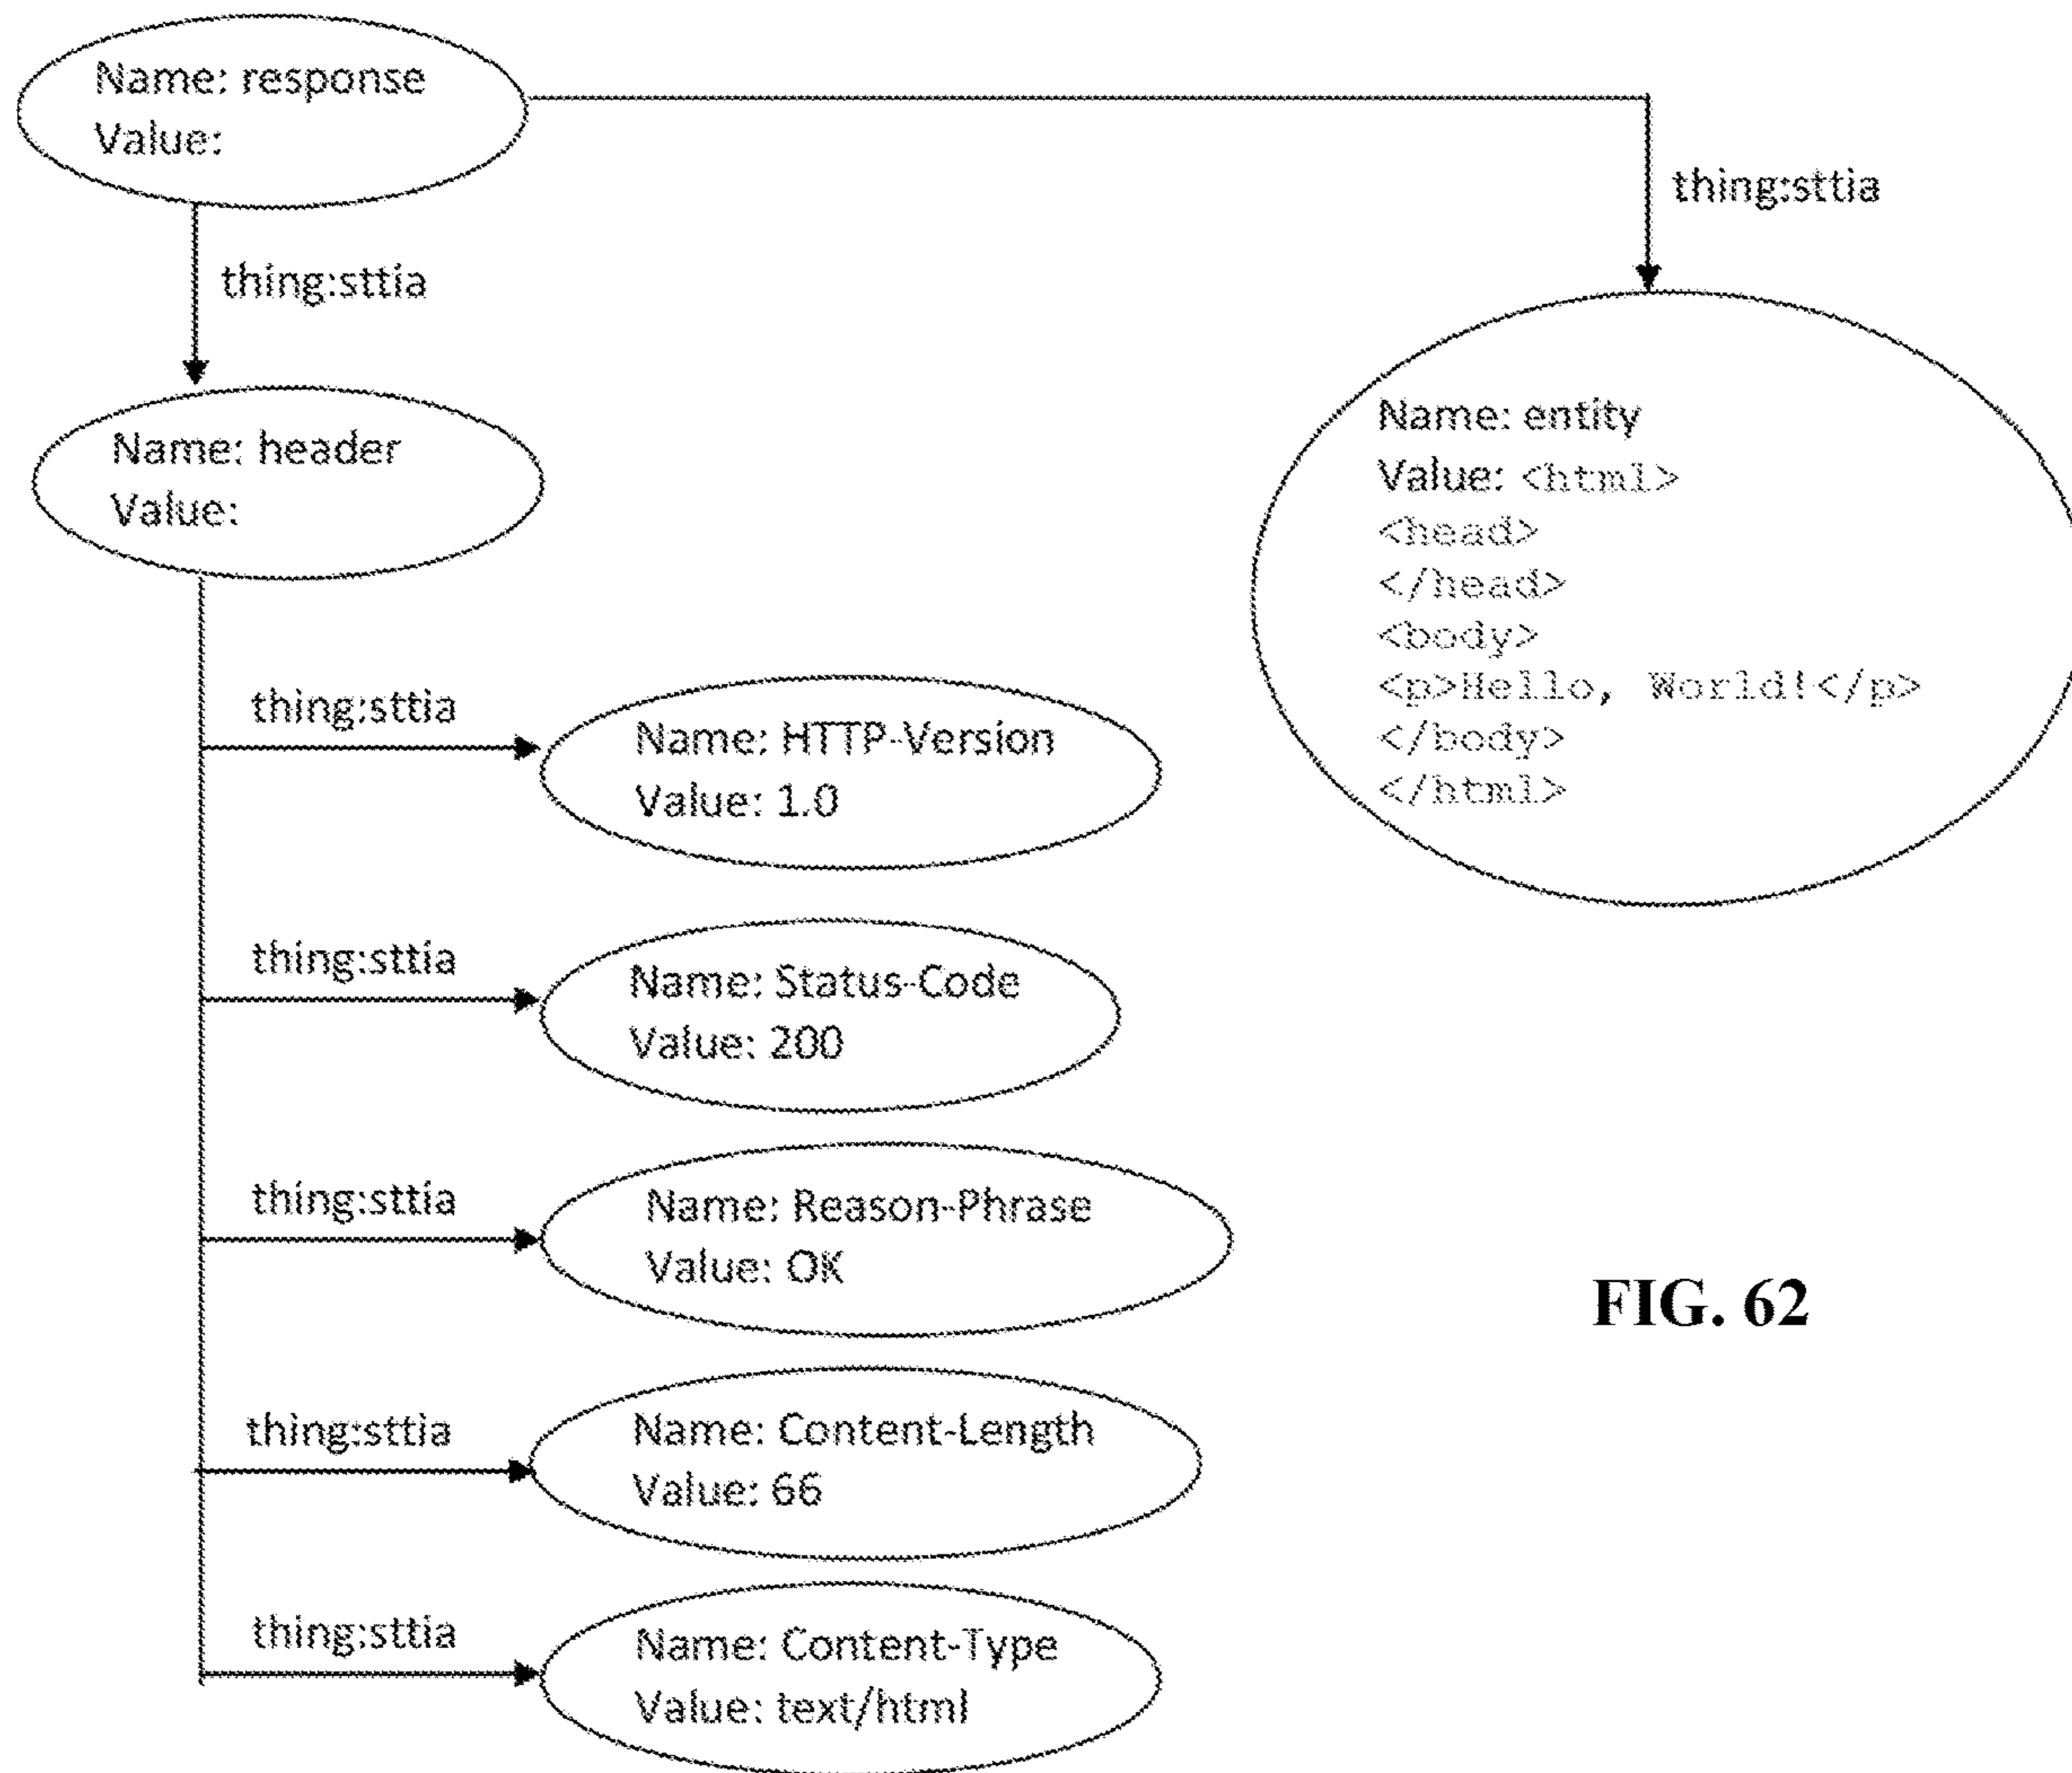 Name: response
Value:
thing:sttia
thing:sttia
Name: header
Value:
Name: entity
Value: <html>
<head>
</head>
<body>
<p>Hello, World!</p>
</body>
</html>
thing:sttia
Name: HTTP-Version
Value: 1.0
thing:sttia
Name: Status-Code
Value: 200
thing:sttia
Name: Reason-Phrase
Value: OK
FIG. 62
thing:sttia
Name: Content-Length
Value: 66
thing:sttia
Name: Content-Type
Value: text/html